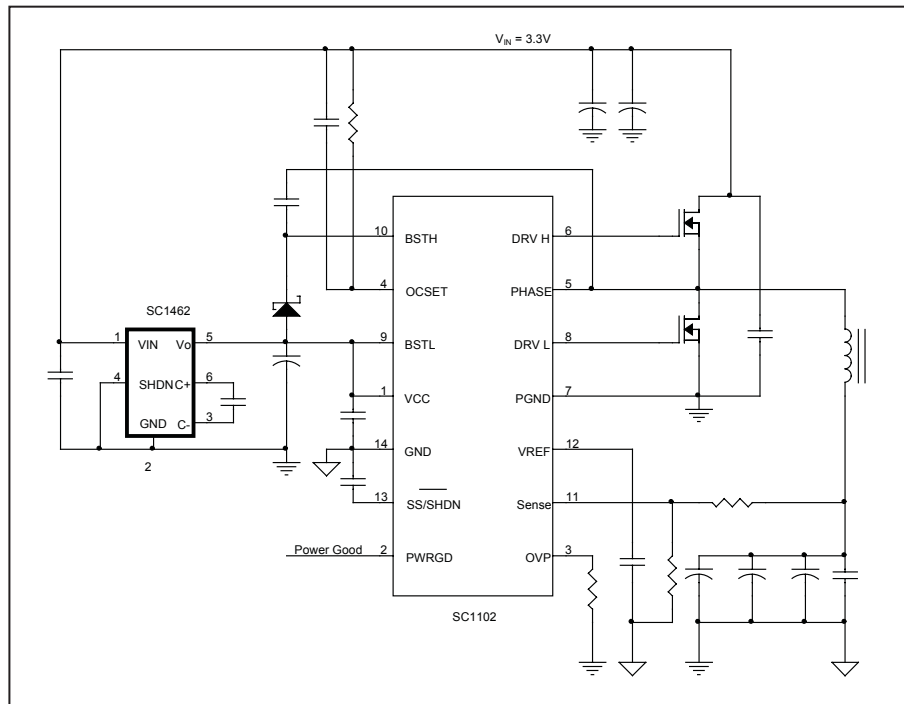 VIN = 3.3V
10 BSTH DRV H 6
4 OCSET PHASE 5
SC1462
1 VIN Vo 5
9 BSTL DRV L 8
4 SHDN C+ 6
1 VCC PGND 7
GND C- 3
2
14 GND VREF 12
13 SS/SHDN Sense 11
Power Good 2 PWRGD OVP 3
SC1102